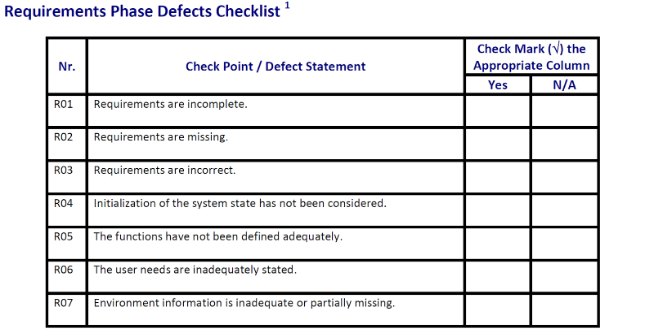 Requirements Phase Defects Checklist 1
Nr.
Check Point / Defect Statement
Check Mark (√) the
Appropriate Column
Yes
N/A
R01 Requirements are incomplete.
R02 Requirements are missing.
R03 Requirements are incorrect.
R04 Initialization of the system state has not been considered.
R05 The functions have not been defined adequately.
R06 The user needs are inadequately stated.
R07 Environment information is inadequate or partially missing.